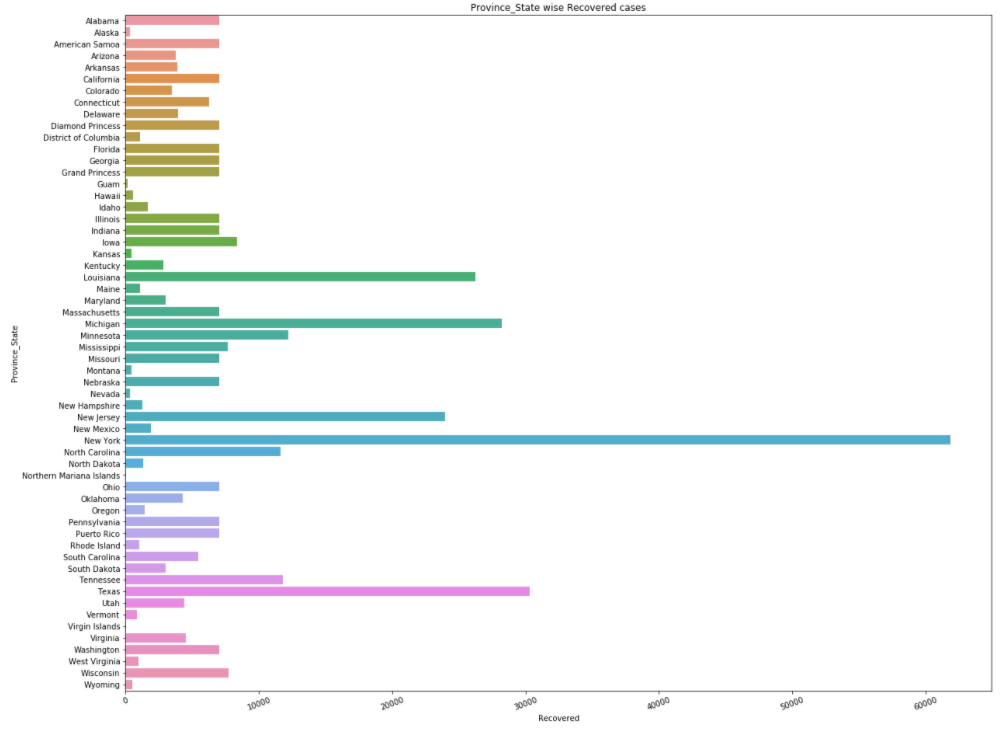 Province_State wise Recovered cases
Alabama
Alaska
American Samoa
Arizona
Arkansas
California
Colorado
Connecticut
Delaware
Diamond Princess
District of Columbia
Florida
Georgia
Grand Princess
Guam
Hawaii
Idaho
Illinois
Indiana
Iowa
Kansas
Kentucky
Louisiana
Maine
Maryland
Massachusetts
Michigan
Minnesota
Mississippi
Missouri
Montana
Nebraska
Nevada
New Hampshire
New Jersey
New Mexico
New York
North Carolina
North Dakota
Northern Mariana Islands
Ohio
Oklahoma
Oregon
Pennsylvania
Puerto Rico
Rhode Island
South Carolina
South Dakota
Tennessee
Texas
Utah
Vermont
Virgin Islands
Virginia
Washington
West Virginia
Wisconsin
Wyoming
Province_State
0 10000 20000 30000 40000 50000 60000
Recovered